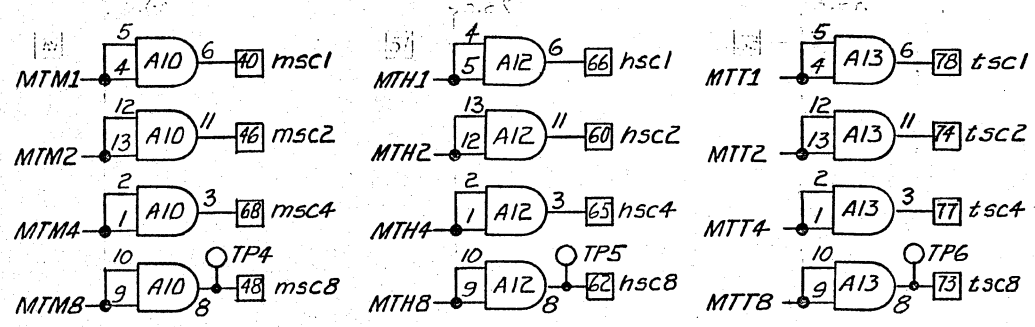 5 6 40 msc1
A10
MTM1 4
12 11 46 msc2
A10
MTM2 13
2 3 68 msc4
A10
MTM4 1
10 TP4
A10 48 msc8
MTM8 9 8
4 6 66 hsc1
A12
MTH1 5
13 11 60 hsc2
A12
MTH2 12
2 3 65 hsc4
A12
MTH4 1
10 TP5
A12 62 hsc8
MTH8 9 8
5 6 78 tsc1
A13
MTT1 4
12 11 74 tsc2
A13
MTT2 13
2 3 77 tsc4
A13
MTT4 1
10 TP6
A13 73 tsc8
MTT8 9 8